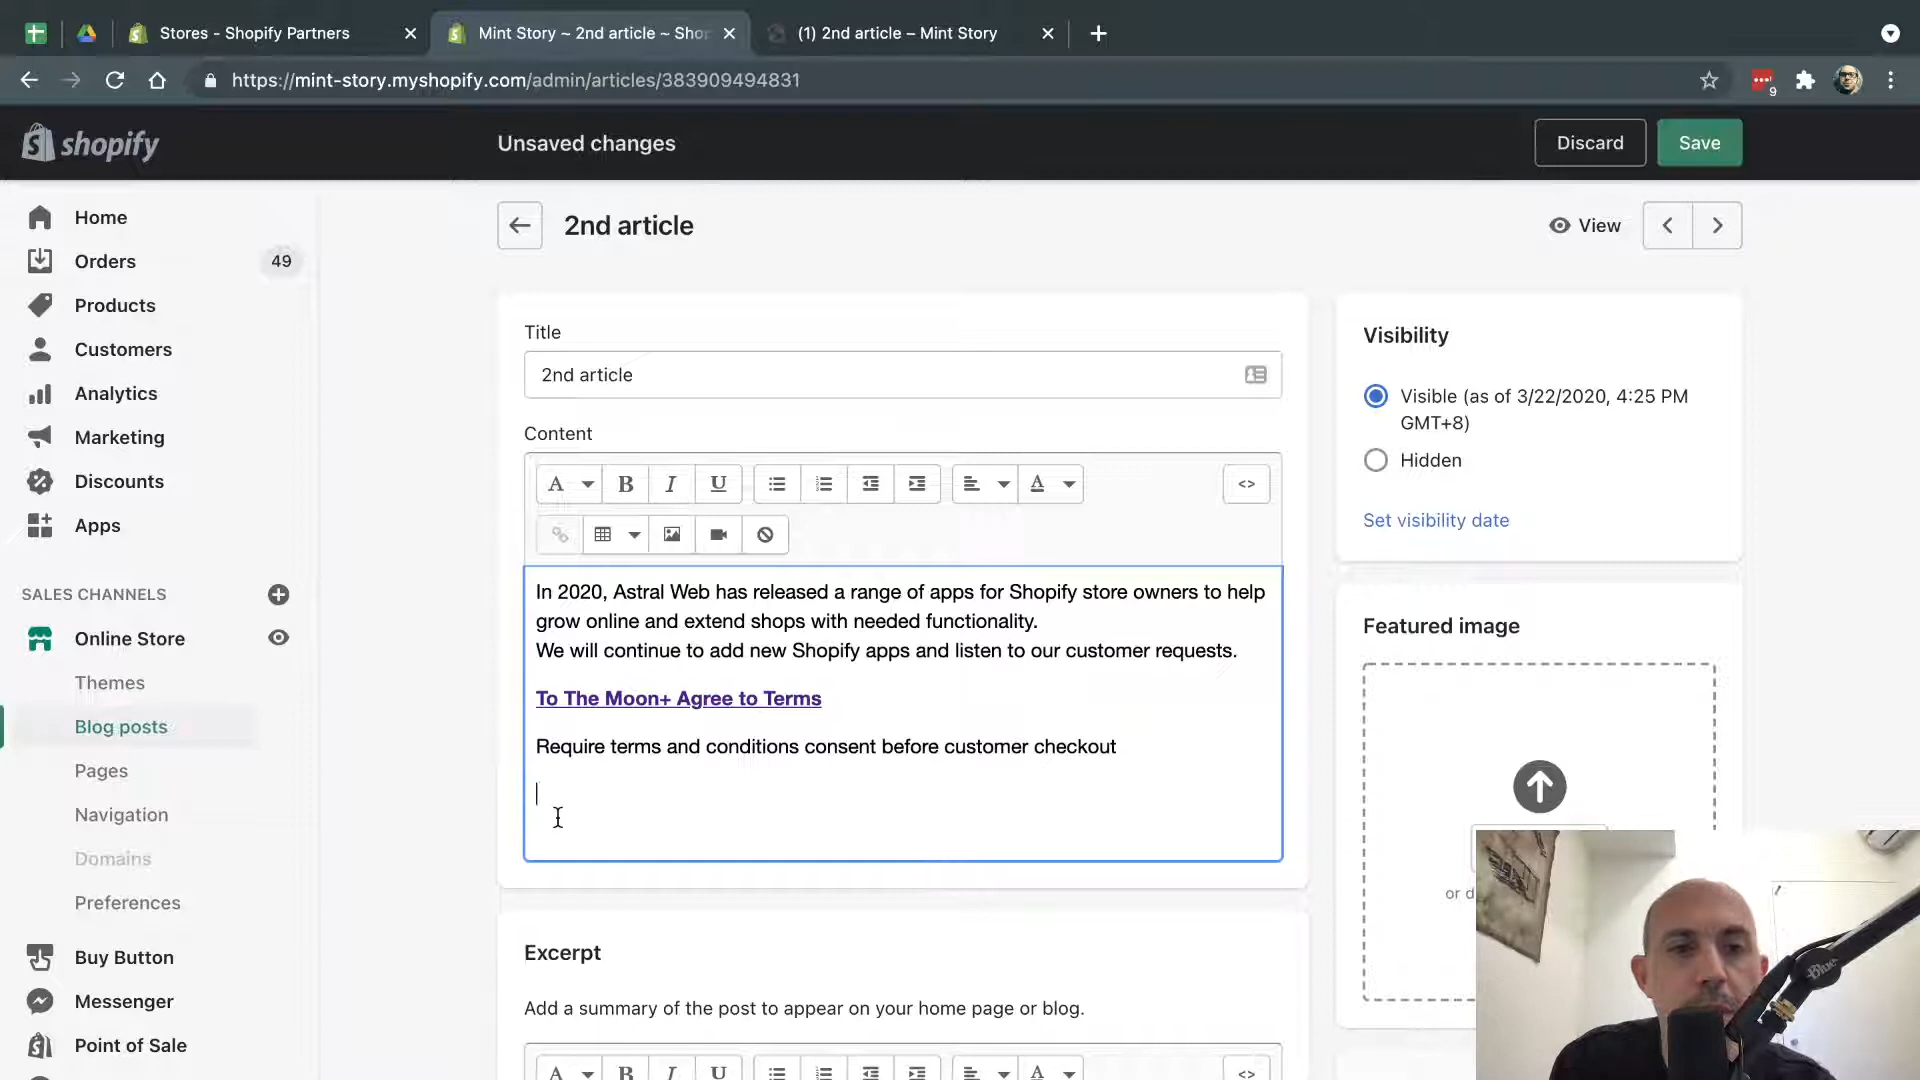 Stores - Shopify Partners
Mint Story ~ 2nd article ~ Sho
(1) 2nd article – Mint Story
https://mint-story.myshopify.com/admin/articles/383909494831
9
shopify
Unsaved changes
Discard
Save
Home
Orders
49
Products
Customers
Analytics
Marketing
Discounts
Apps
SALES CHANNELS
Online Store
Themes
Blog posts
Pages
Navigation
Domains
Preferences
Buy Button
Messenger
Point of Sale
2nd article
View
Title
2nd article
Content
A
B
I
U
A
<>
In 2020, Astral Web has released a range of apps for Shopify store owners to help
grow online and extend shops with needed functionality.
We will continue to add new Shopify apps and listen to our customer requests.
To The Moon+ Agree to Terms
Require terms and conditions consent before customer checkout
Excerpt
Add a summary of the post to appear on your home page or blog.
A
B
I
U
A
<>
Visibility
Visible (as of 3/22/2020, 4:25 PM
GMT+8)
Hidden
Set visibility date
Featured image
or d
Blue